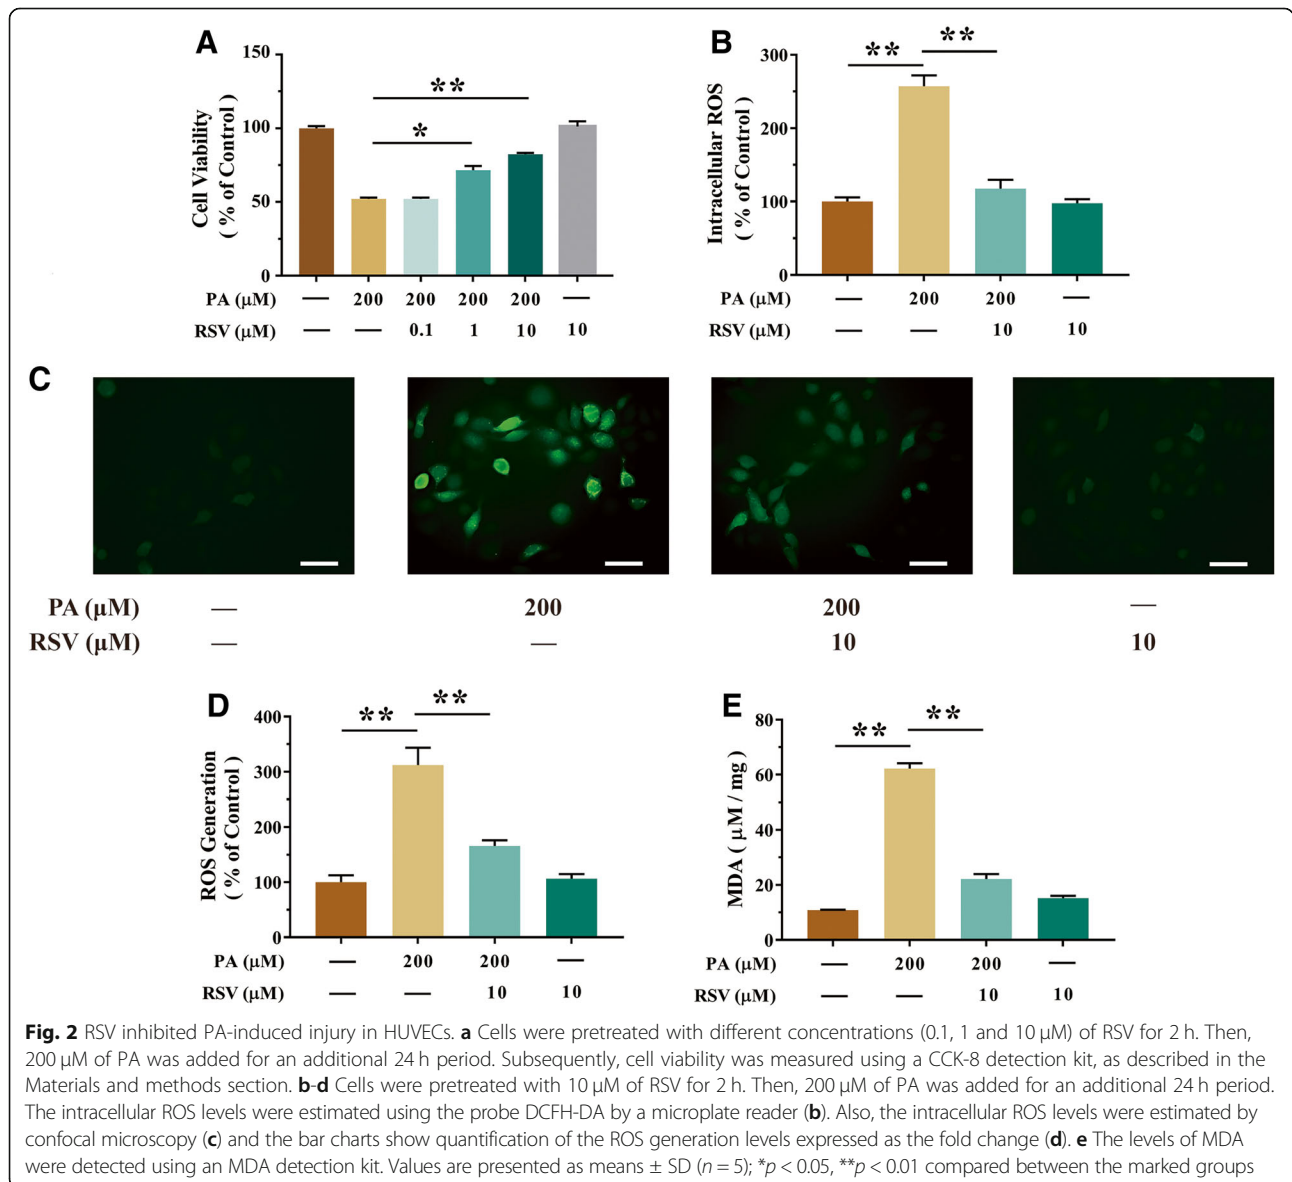 A
Cell Viability
( % of Control )
150
100
50
0
**
*
PA (μM) — 200 200 200 200 —
RSV (μM) — — 0.1 1 10 10
B
Intracellular ROS
( % of Control )
300
200
100
0
** **
PA (μM) — 200 200 —
RSV (μM) — — 10 10
C
PA (μM) — 200 200 —
RSV (μM) — — 10 10
D
ROS Generation
( % of Control )
400
300
200
100
0
** **
PA (μM) — 200 200 —
RSV (μM) — — 10 10
E
MDA ( μM / mg )
80
60
40
20
0
** **
PA (μM) — 200 200 —
RSV (μM) — — 10 10
Fig. 2 RSV inhibited PA-induced injury in HUVECs. a Cells were pretreated with different concentrations (0.1, 1 and 10 μM) of RSV for 2 h. Then,
200 μM of PA was added for an additional 24 h period. Subsequently, cell viability was measured using a CCK-8 detection kit, as described in the
Materials and methods section. b-d Cells were pretreated with 10 μM of RSV for 2 h. Then, 200 μM of PA was added for an additional 24 h period.
The intracellular ROS levels were estimated using the probe DCFH-DA by a microplate reader (b). Also, the intracellular ROS levels were estimated by
confocal microscopy (c) and the bar charts show quantification of the ROS generation levels expressed as the fold change (d). e The levels of MDA
were detected using an MDA detection kit. Values are presented as means ± SD (n = 5); *p < 0.05, **p < 0.01 compared between the marked groups